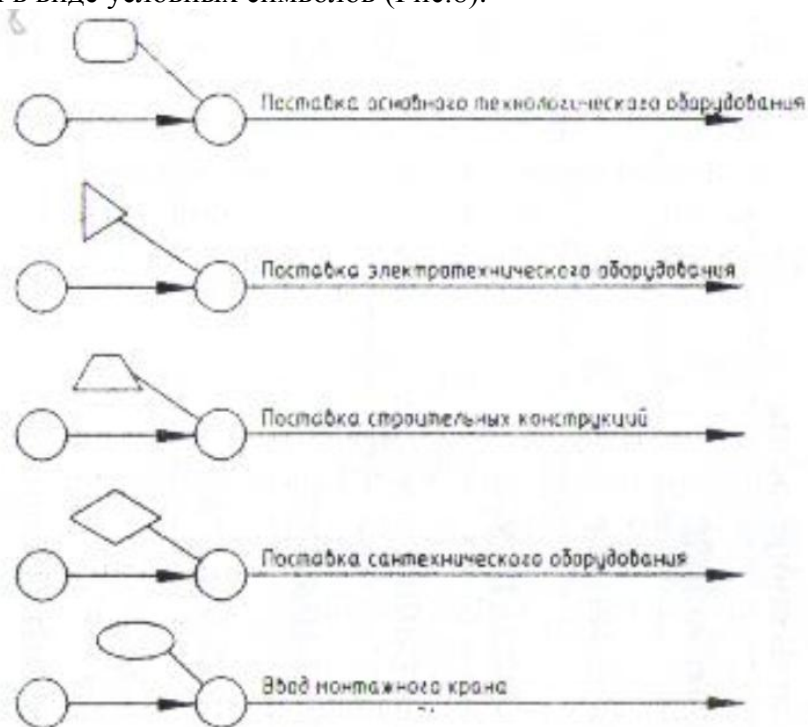 в виде условных символов (Рис.6).
Поставка основного технологического оборудования
Поставка электротехнического оборудования
Поставка строительных конструкций
Поставка сантехнического оборудования
Ввод монтажного крана